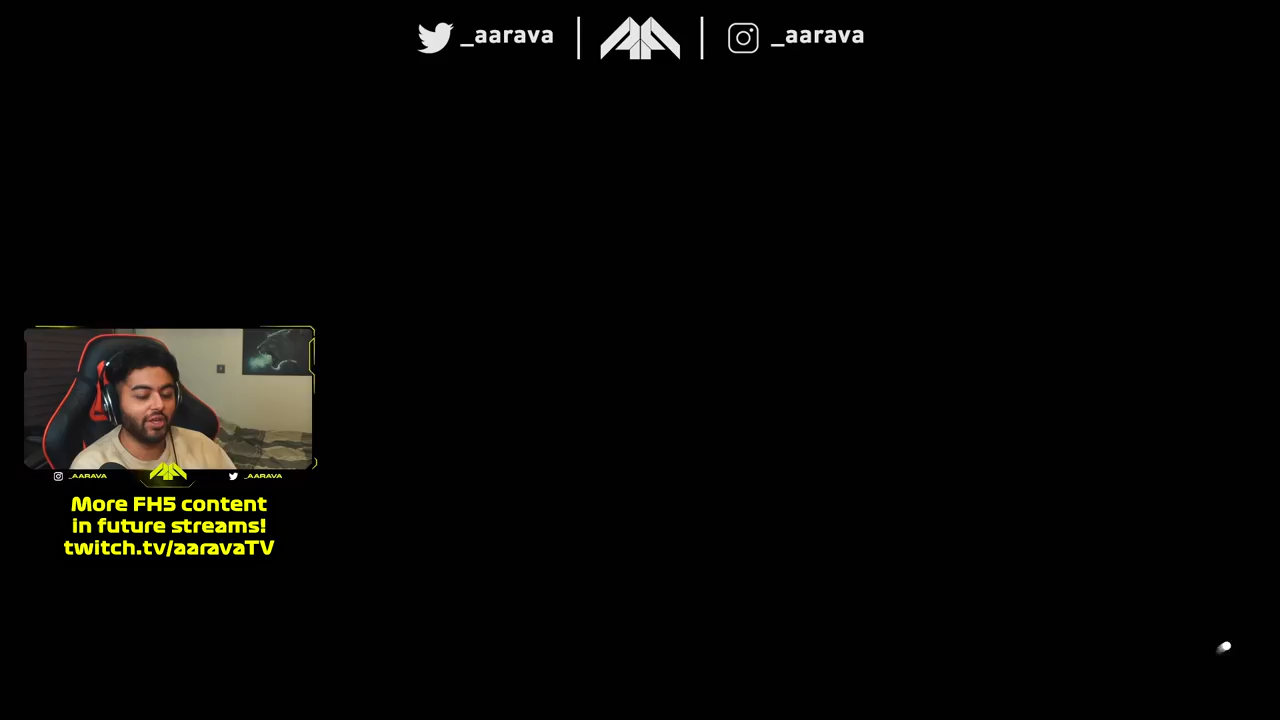 _aarava
_aarava
_AARAVA
_AARAVA
More FH5 content
in future streams!
twitch.tv/aaravaTV